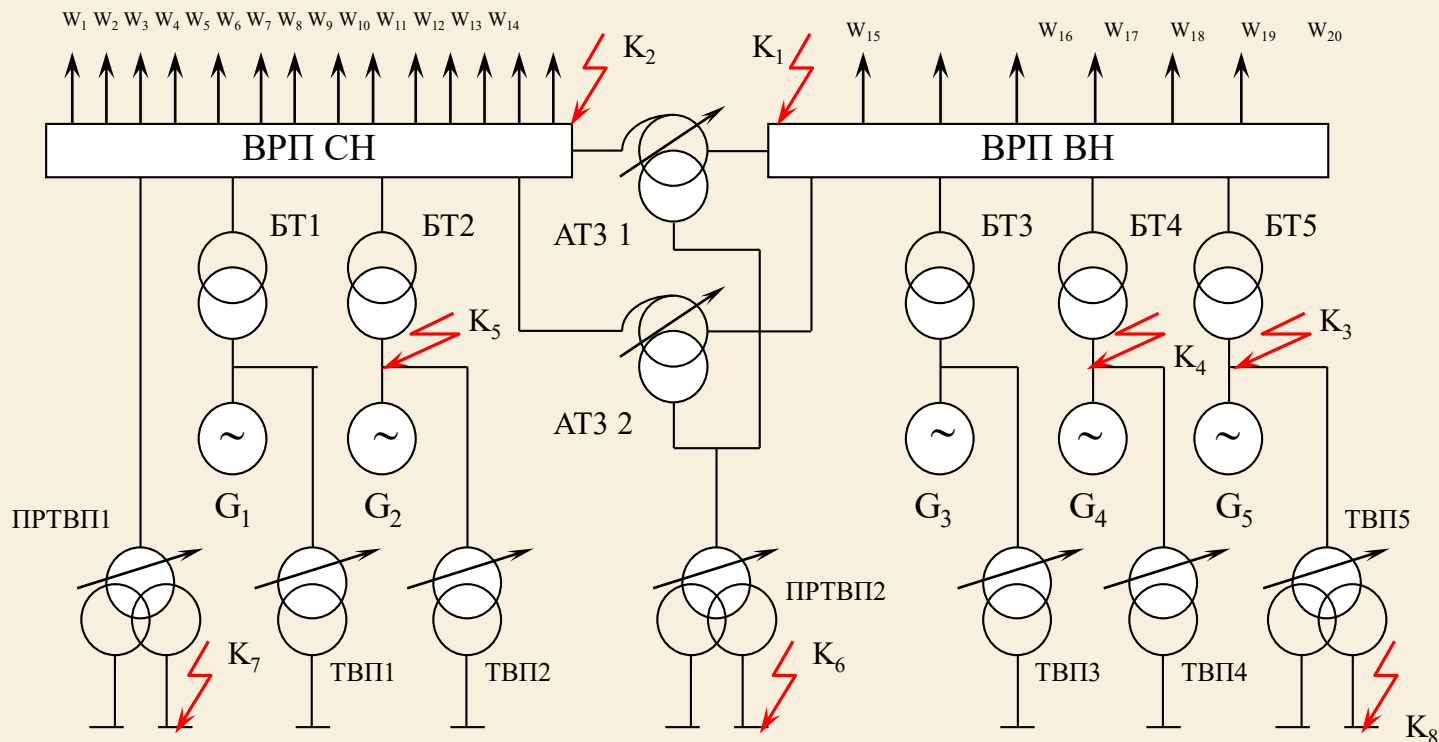 W1 W2 W3 W4 W5 W6 W7 W8 W9 W10 W11 W12 W13 W14
W15 W16 W17 W18 W19 W20
K2 K1
ВРП СН ВРП ВН
БТ1 БТ2 АТЗ 1 БТ3 БТ4 БТ5
K5 K4 K3
АТЗ 2
~ ~ ~ ~ ~
G1 G2 G3 G4 G5
ПРТВП1 ТВП5
ПРТВП2
K7 ТВП1 ТВП2 K6 ТВП3 ТВП4
K8